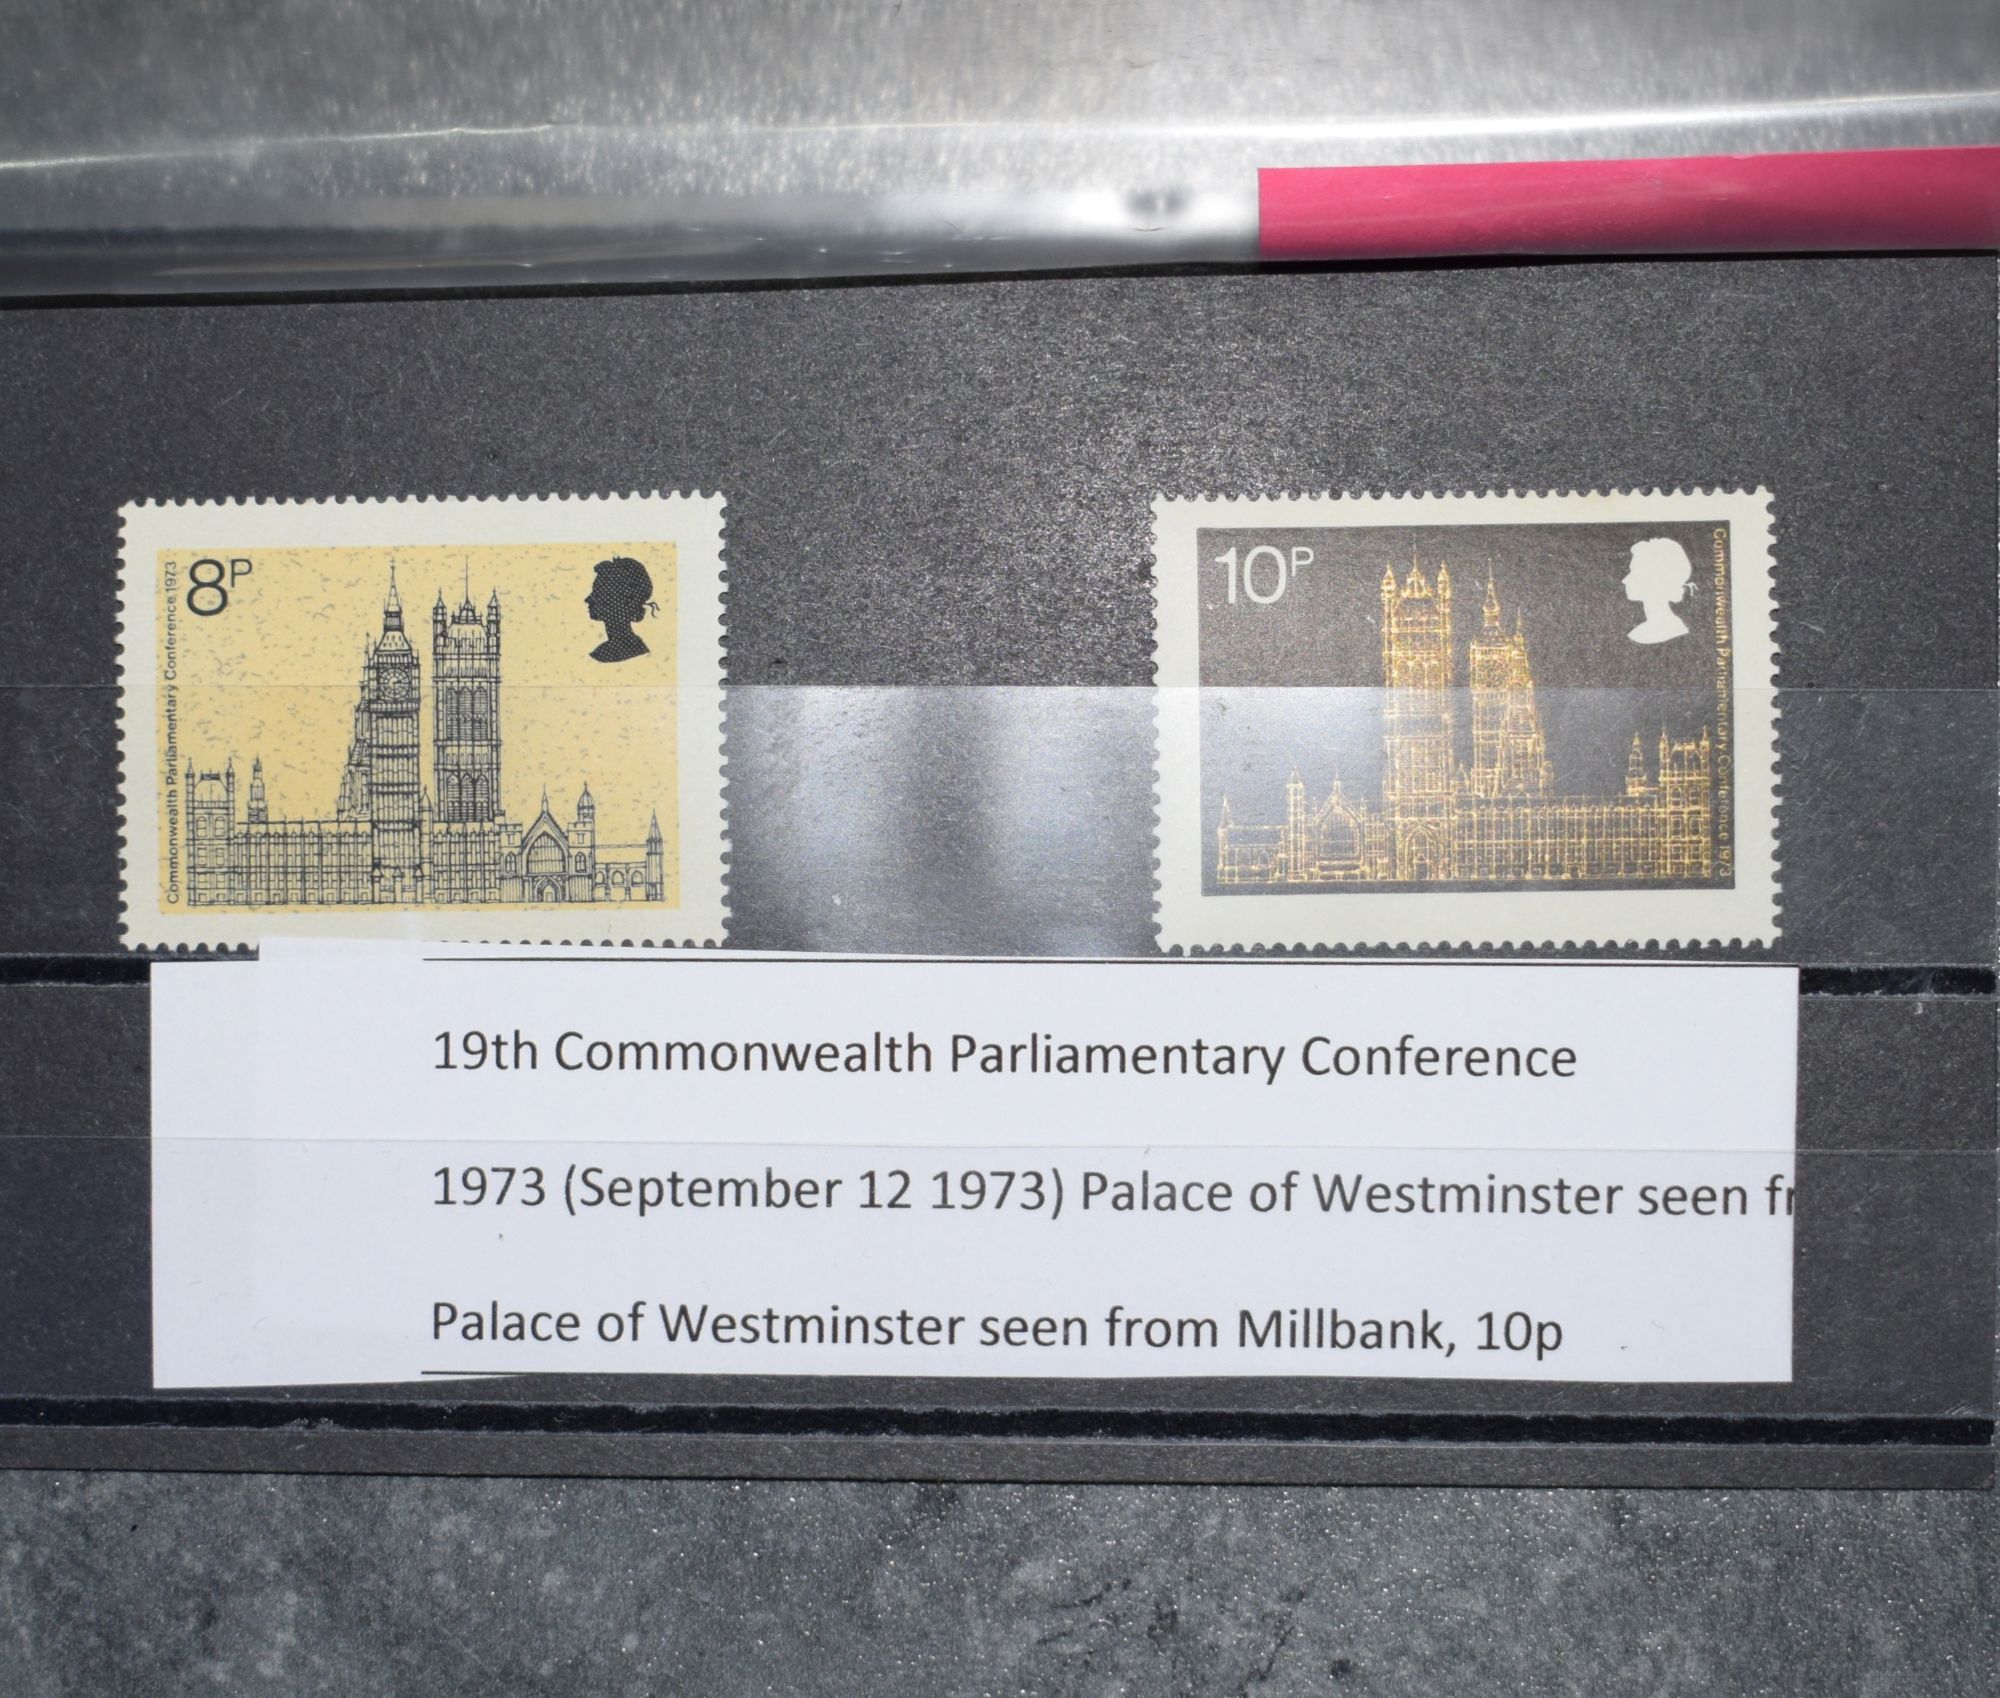 8P
Commonwealth Parliamentary Conference 1973
10P
Commonwealth Parliamentary Conference 1973
19th Commonwealth Parliamentary Conference
1973 (September 12 1973) Palace of Westminster seen fr
Palace of Westminster seen from Millbank, 10p